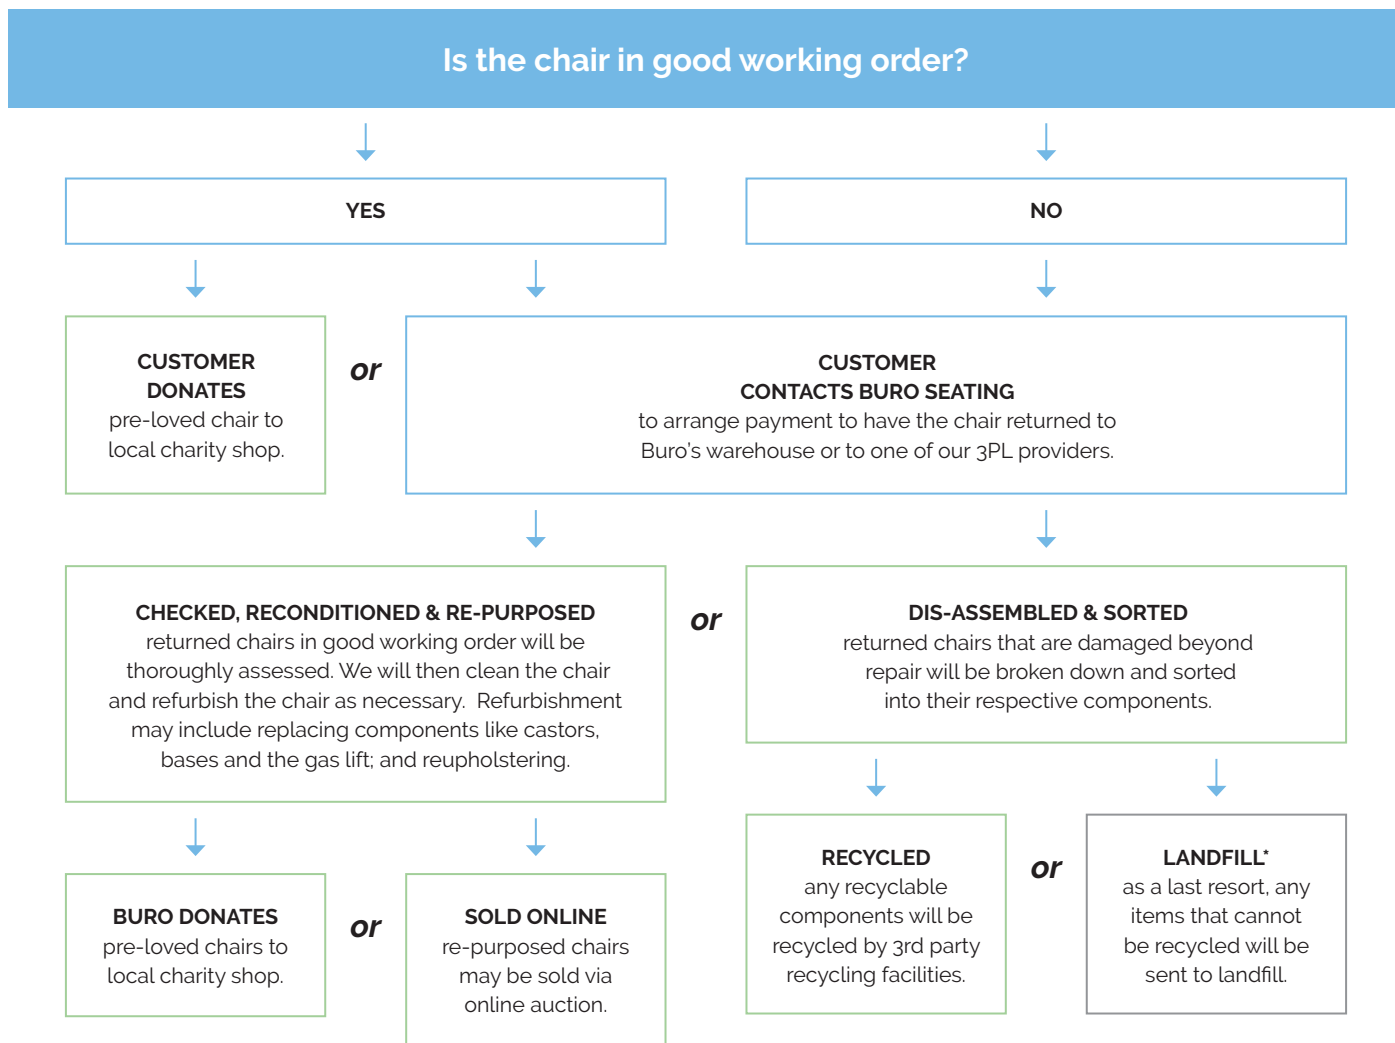 Is the chair in good working order?
YES
NO
CUSTOMER
DONATES
pre-loved chair to
local charity shop.
or
CUSTOMER
CONTACTS BURO SEATING
to arrange payment to have the chair returned to
Buro's warehouse or to one of our 3PL providers.
CHECKED, RECONDITIONED & RE-PURPOSED
returned chairs in good working order will be
thoroughly assessed. We will then clean the chair
and refurbish the chair as necessary.  Refurbishment
may include replacing components like castors,
bases and the gas lift; and reupholstering.
or
DIS-ASSEMBLED & SORTED
returned chairs that are damaged beyond
repair will be broken down and sorted
into their respective components.
BURO DONATES
pre-loved chairs to
local charity shop.
or
SOLD ONLINE
re-purposed chairs
may be sold via
online auction.
RECYCLED
any recyclable
components will be
recycled by 3rd party
recycling facilities.
or
LANDFILL*
as a last resort, any
items that cannot
be recycled will be
sent to landfill.